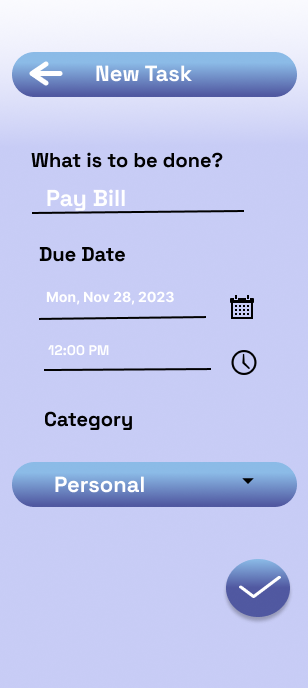 New Task
What is to be done?
Pay Bill
Due Date
Mon, Nov 28, 2023
12:00 PM
Category
Personal